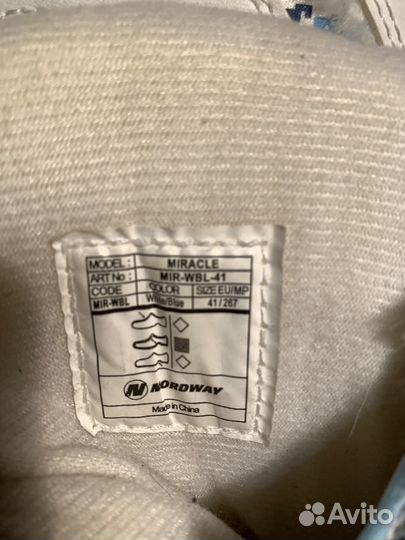 MODEL : MIRACLE
ART No : MIR-WBL-41
CODE COLOR SIZE EU/MP
MIR-WBL White/Blue 41/267
NORDWAY
Made in China
Avito